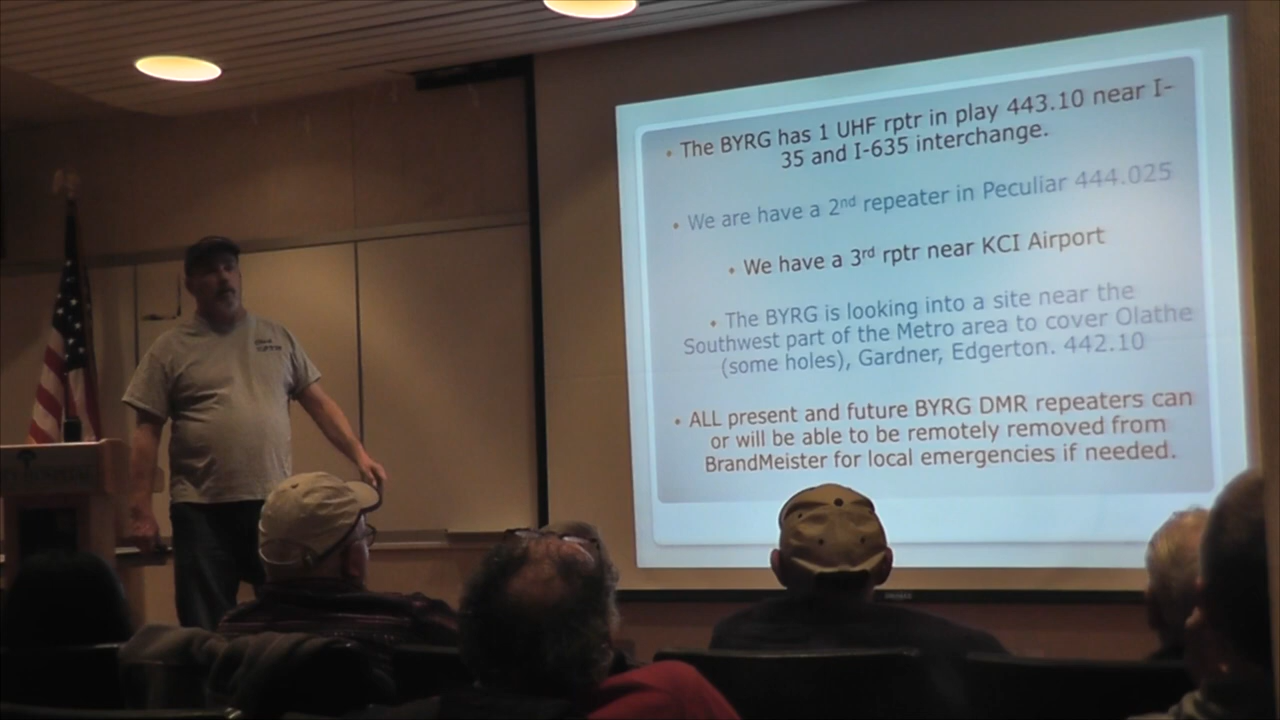 • The BYRG has 1 UHF rptr in play 443.10 near I-
35 and I-635 interchange.
• We are have a 2nd repeater in Peculiar 444.025
• We have a 3rd rptr near KCI Airport
• The BYRG is looking into a site near the
Southwest part of the Metro area to cover Olathe
(some holes), Gardner, Edgerton. 442.10
• ALL present and future BYRG DMR repeaters can
or will be able to be remotely removed from
BrandMeister for local emergencies if needed.